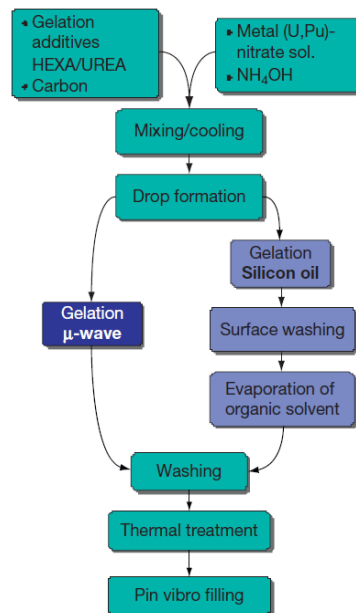 Gelation
additives
HEXA/UREA
Carbon
Metal (U,Pu)-
nitrate sol.
NH₄OH
Mixing/cooling
Drop formation
Gelation
Silicon oil
Gelation
μ-wave
Surface washing
Evaporation of
organic solvent
Washing
Thermal treatment
Pin vibro filling